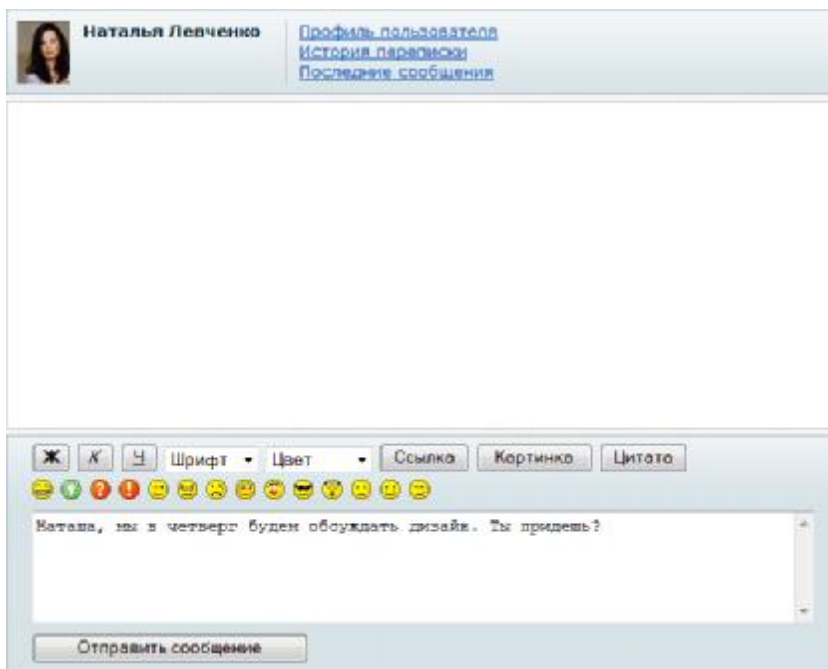 Наталья Левченко
Профиль пользователя
История переписки
Последние сообщения
Ж К Ч Шрифт Цвет Ссылка Картинка Цитата
Наташа, мы в четверг будем обсуждать дизайн. Ты придешь?
Отправить сообщение